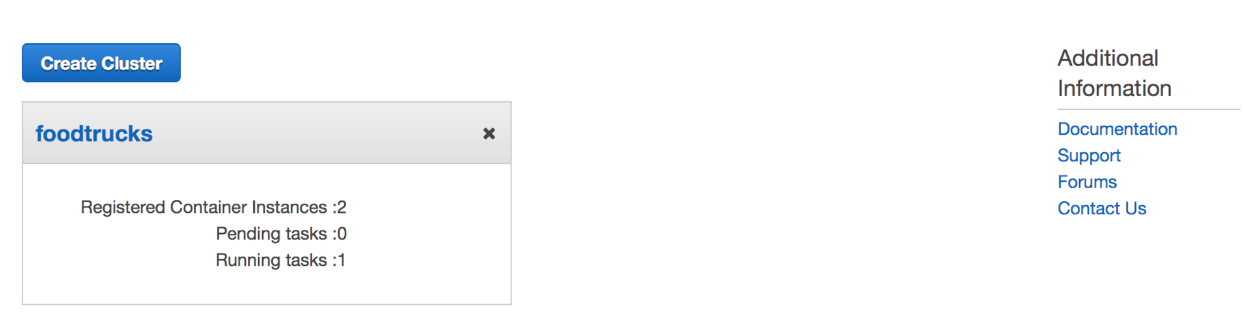 Create Cluster
foodtrucks
Registered Container Instances :2
Pending tasks :0
Running tasks :1
Additional
Information
Documentation
Support
Forums
Contact Us